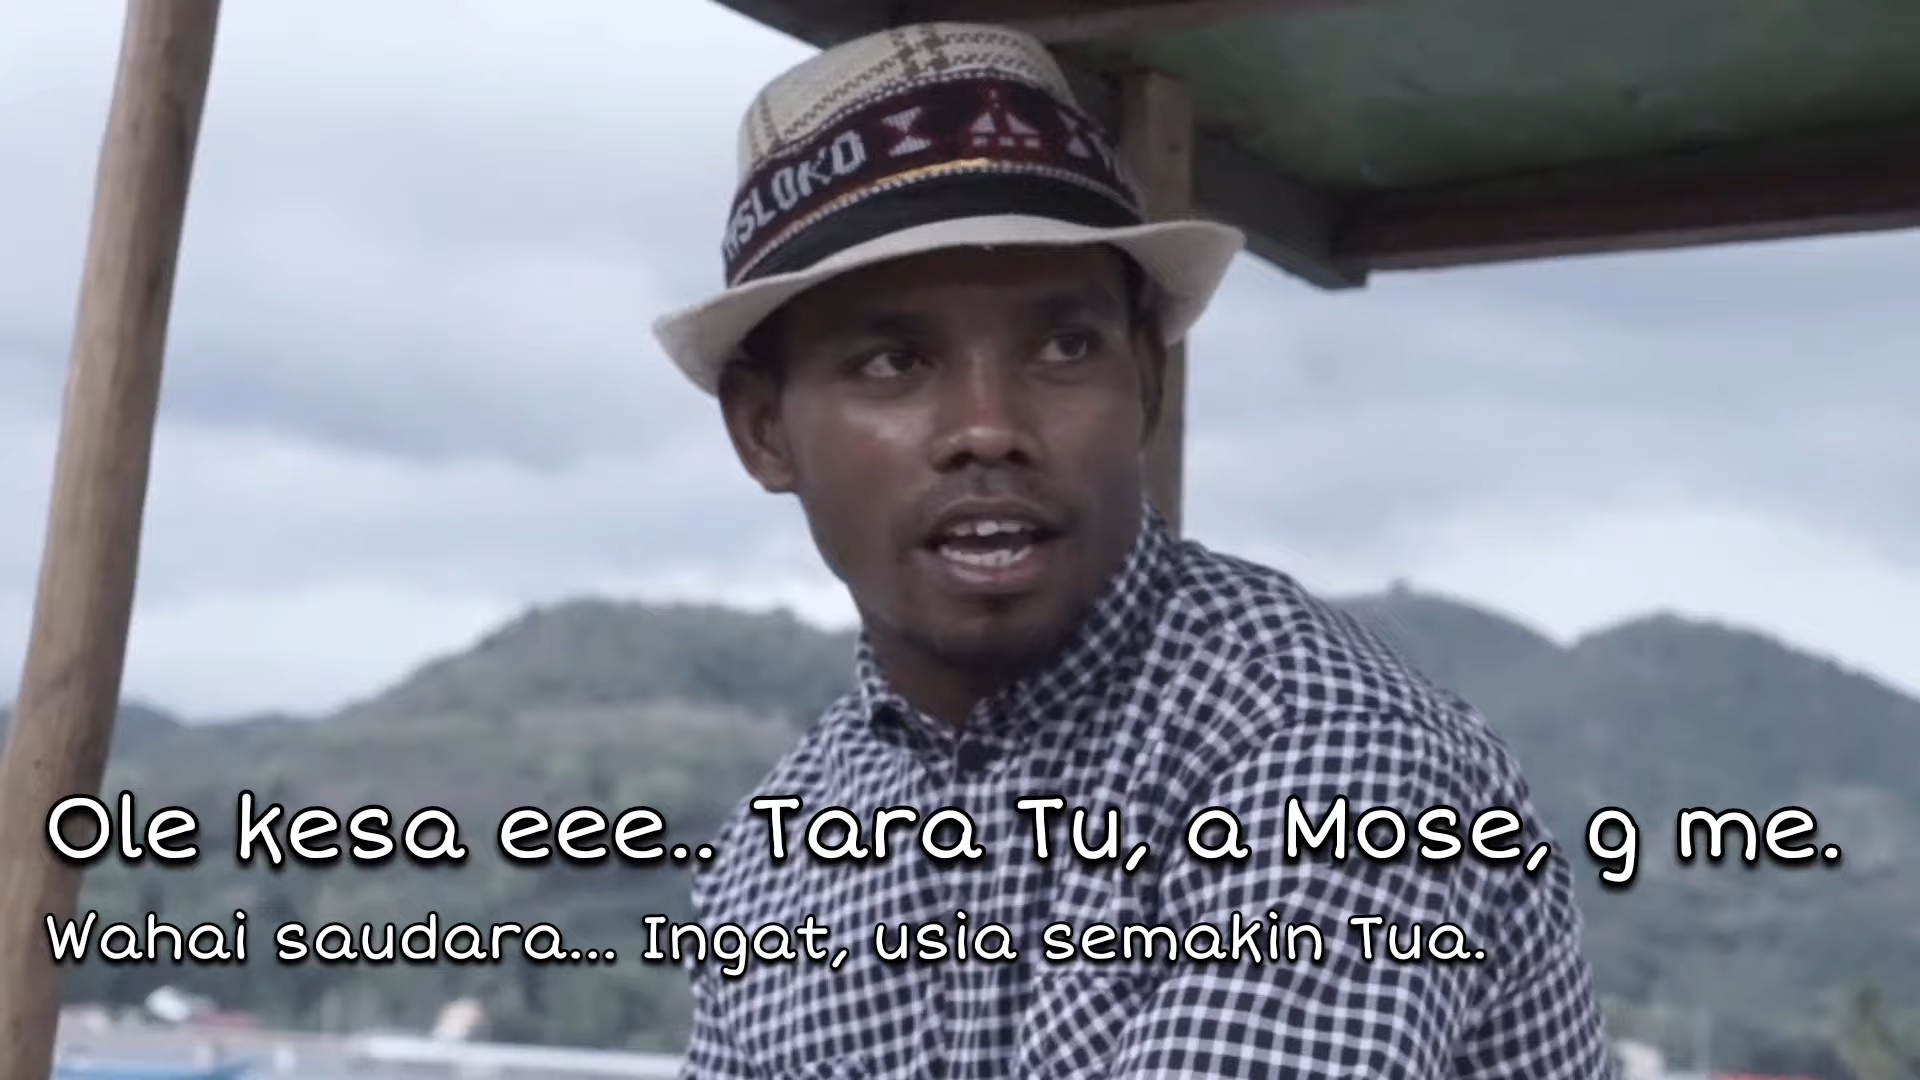 SLOKO
Ole kesa eee.. Tara Tu, a Mose, g me.
Wahai saudara... Ingat, usia semakin Tua.